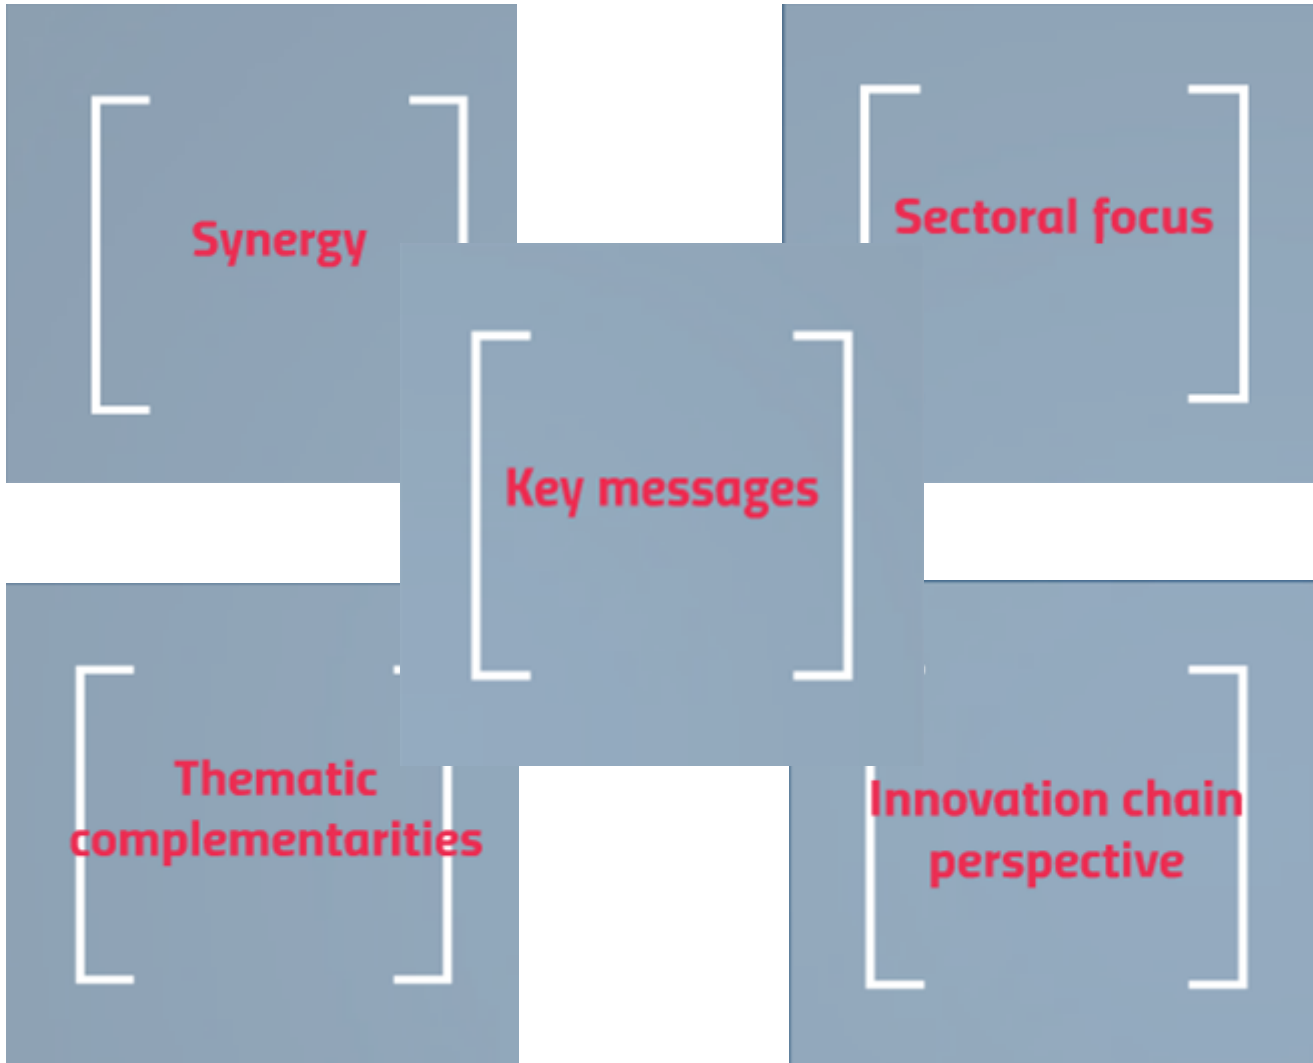 Synergy
Sectoral focus
Key messages
Thematic
complementarities
Innovation chain
perspective